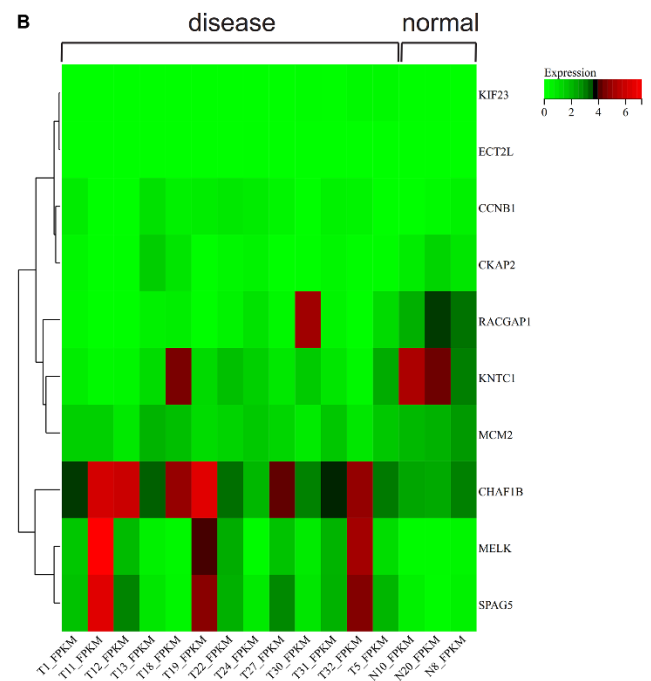 B
disease normal
Expression
0 2 4 6
KIF23
ECT2L
CCNB1
CKAP2
RACGAP1
KNTC1
MCM2
CHAF1B
MELK
SPAG5
T1_FPKM
T11_FPKM
T12_FPKM
T13_FPKM
T18_FPKM
T19_FPKM
T22_FPKM
T24_FPKM
T27_FPKM
T30_FPKM
T31_FPKM
T32_FPKM
T5_FPKM
N10_FPKM
N20_FPKM
N8_FPKM